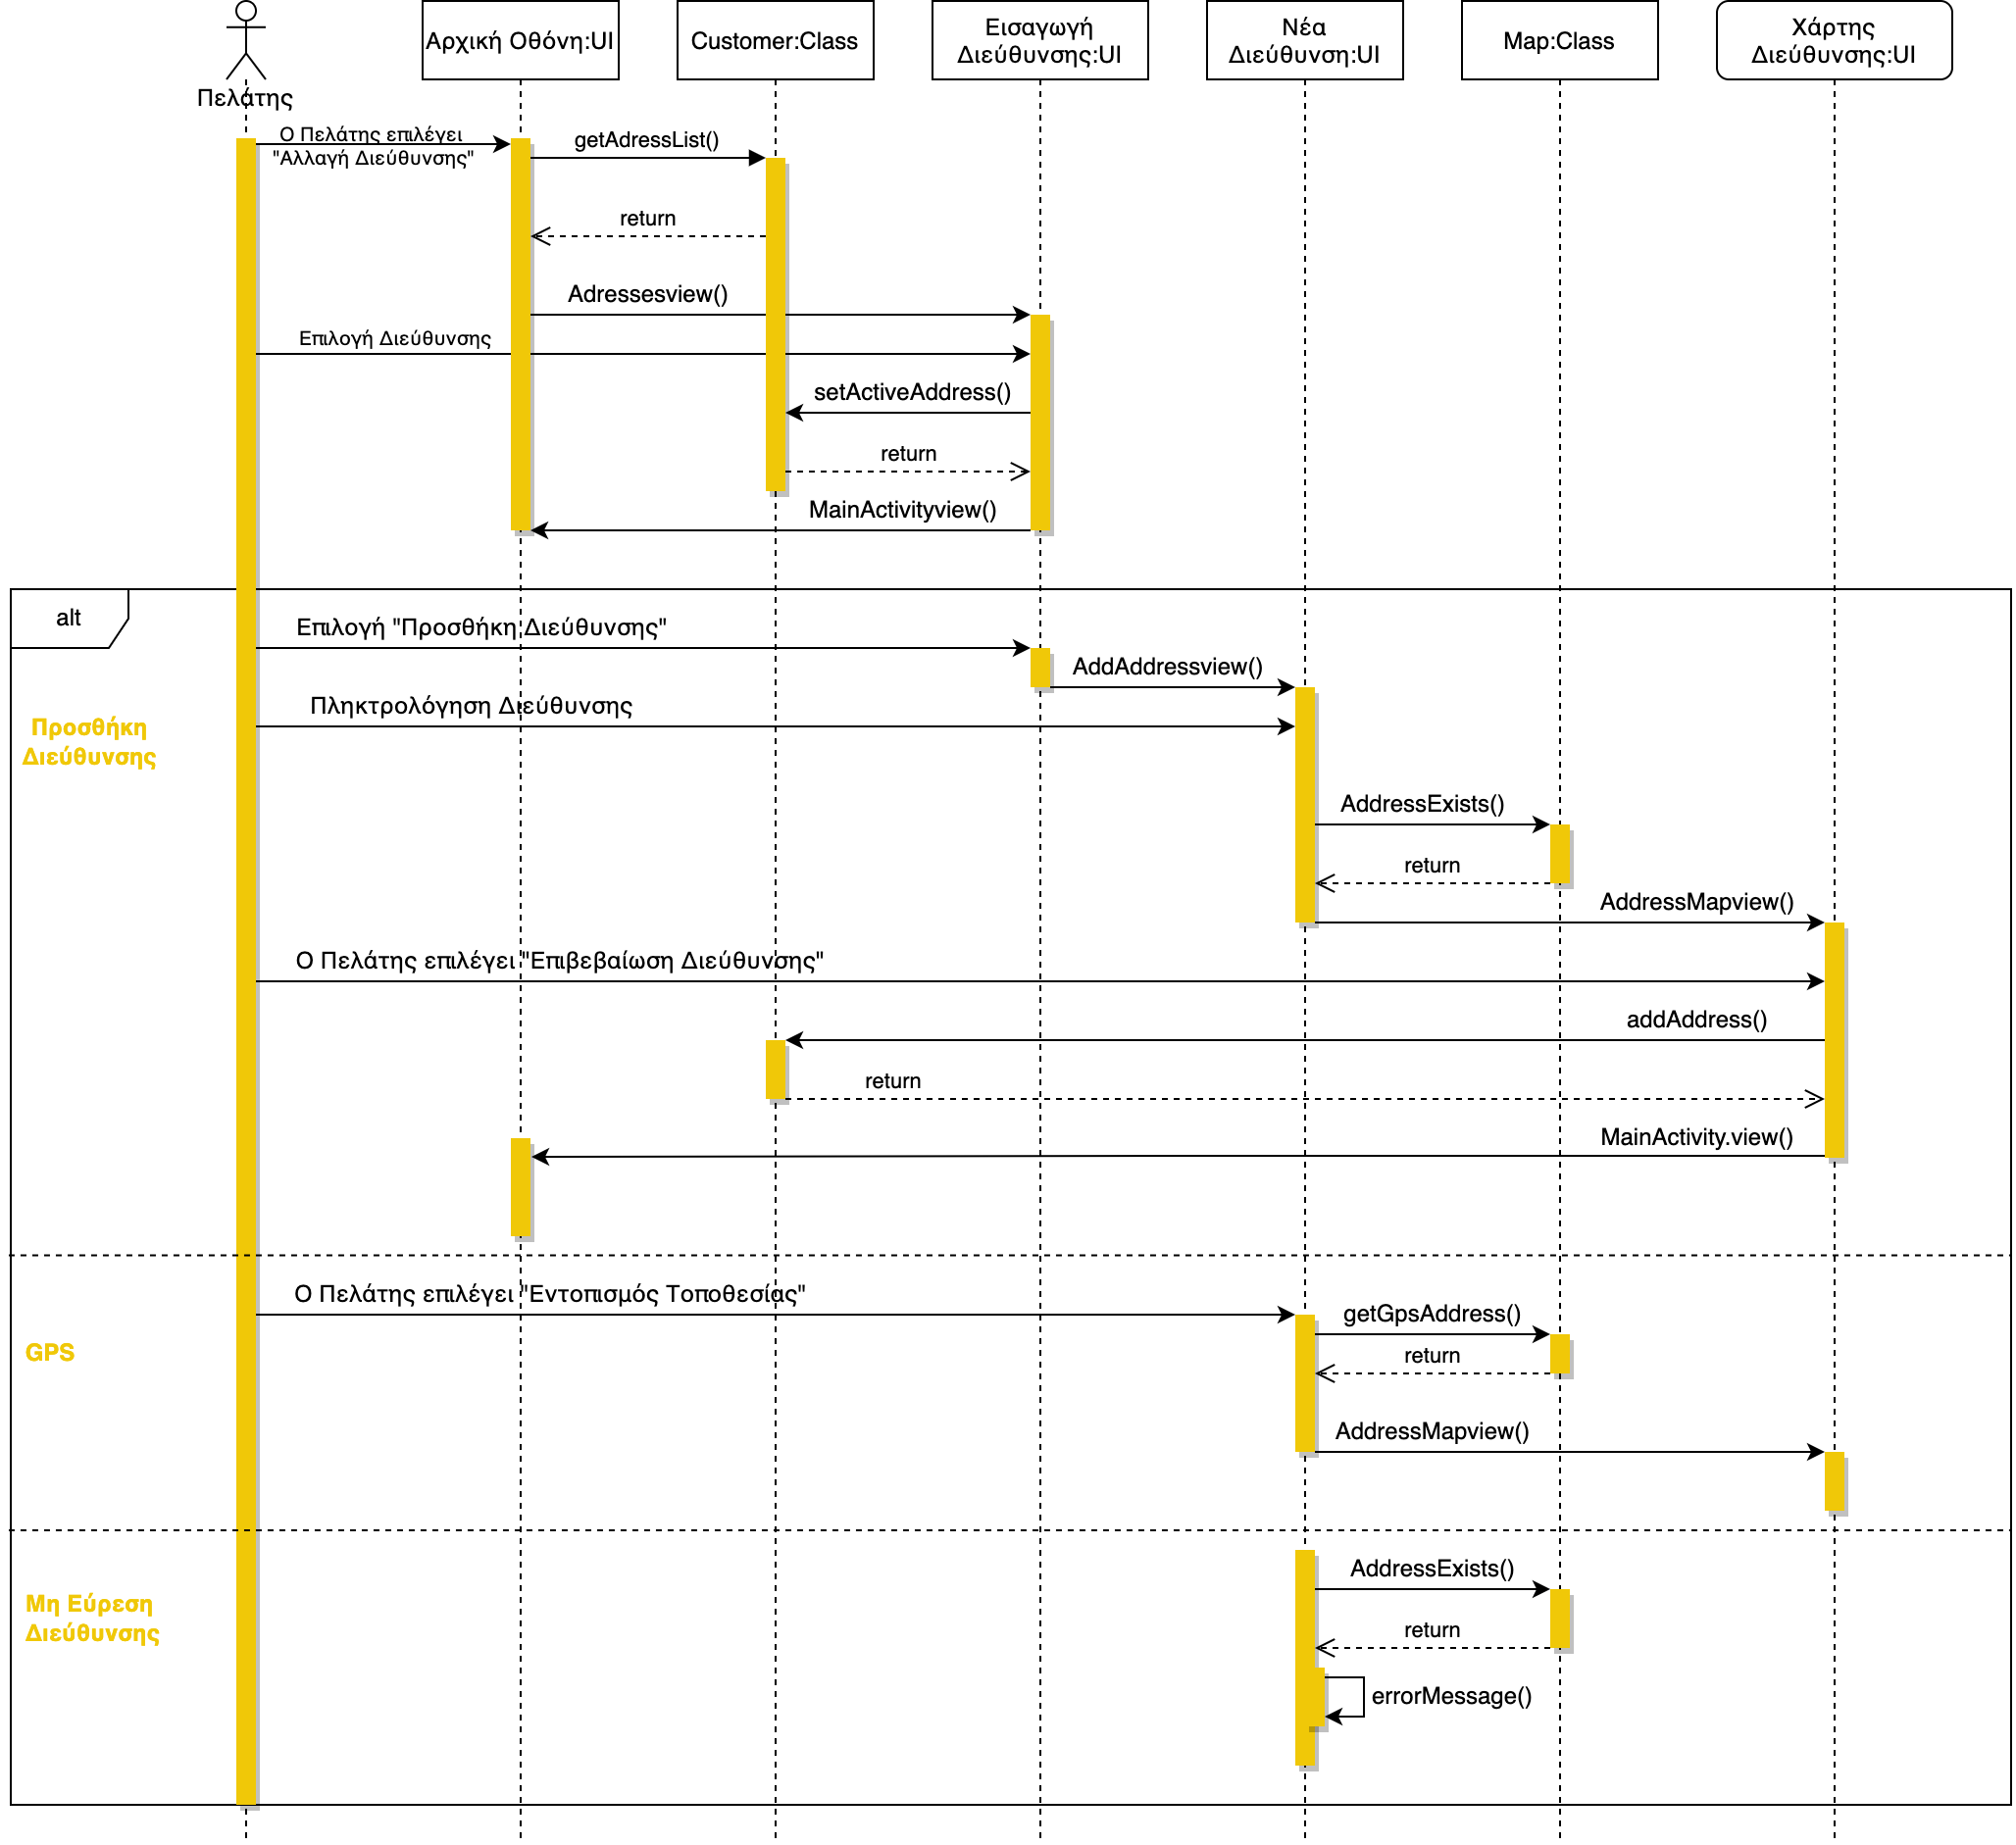 Πελάτης
Αρχική Οθόνη:UI
Customer:Class
Εισαγωγή
Διεύθυνσης:UI
Νέα
Διεύθυνση:UI
Map:Class
Χάρτης
Διεύθυνσης:UI
Ο Πελάτης επιλέγει
"Αλλαγή Διεύθυνσης"
getAdressList()
return
Adressesview()
Επιλογή Διεύθυνσης
setActiveAddress()
return
MainActivityview()
alt
Επιλογή "Προσθήκη Διεύθυνσης"
AddAddressview()
Προσθήκη
Διεύθυνσης
Πληκτρολόγηση Διεύθυνσης
AddressExists()
return
AddressMapview()
Ο Πελάτης επιλέγει "Επιβεβαίωση Διεύθυνσης"
addAddress()
return
MainActivity.view()
Ο Πελάτης επιλέγει "Εντοπισμός Τοποθεσίας"
getGpsAddress()
GPS
return
AddressMapview()
AddressExists()
Μη Εύρεση
Διεύθυνσης
return
errorMessage()